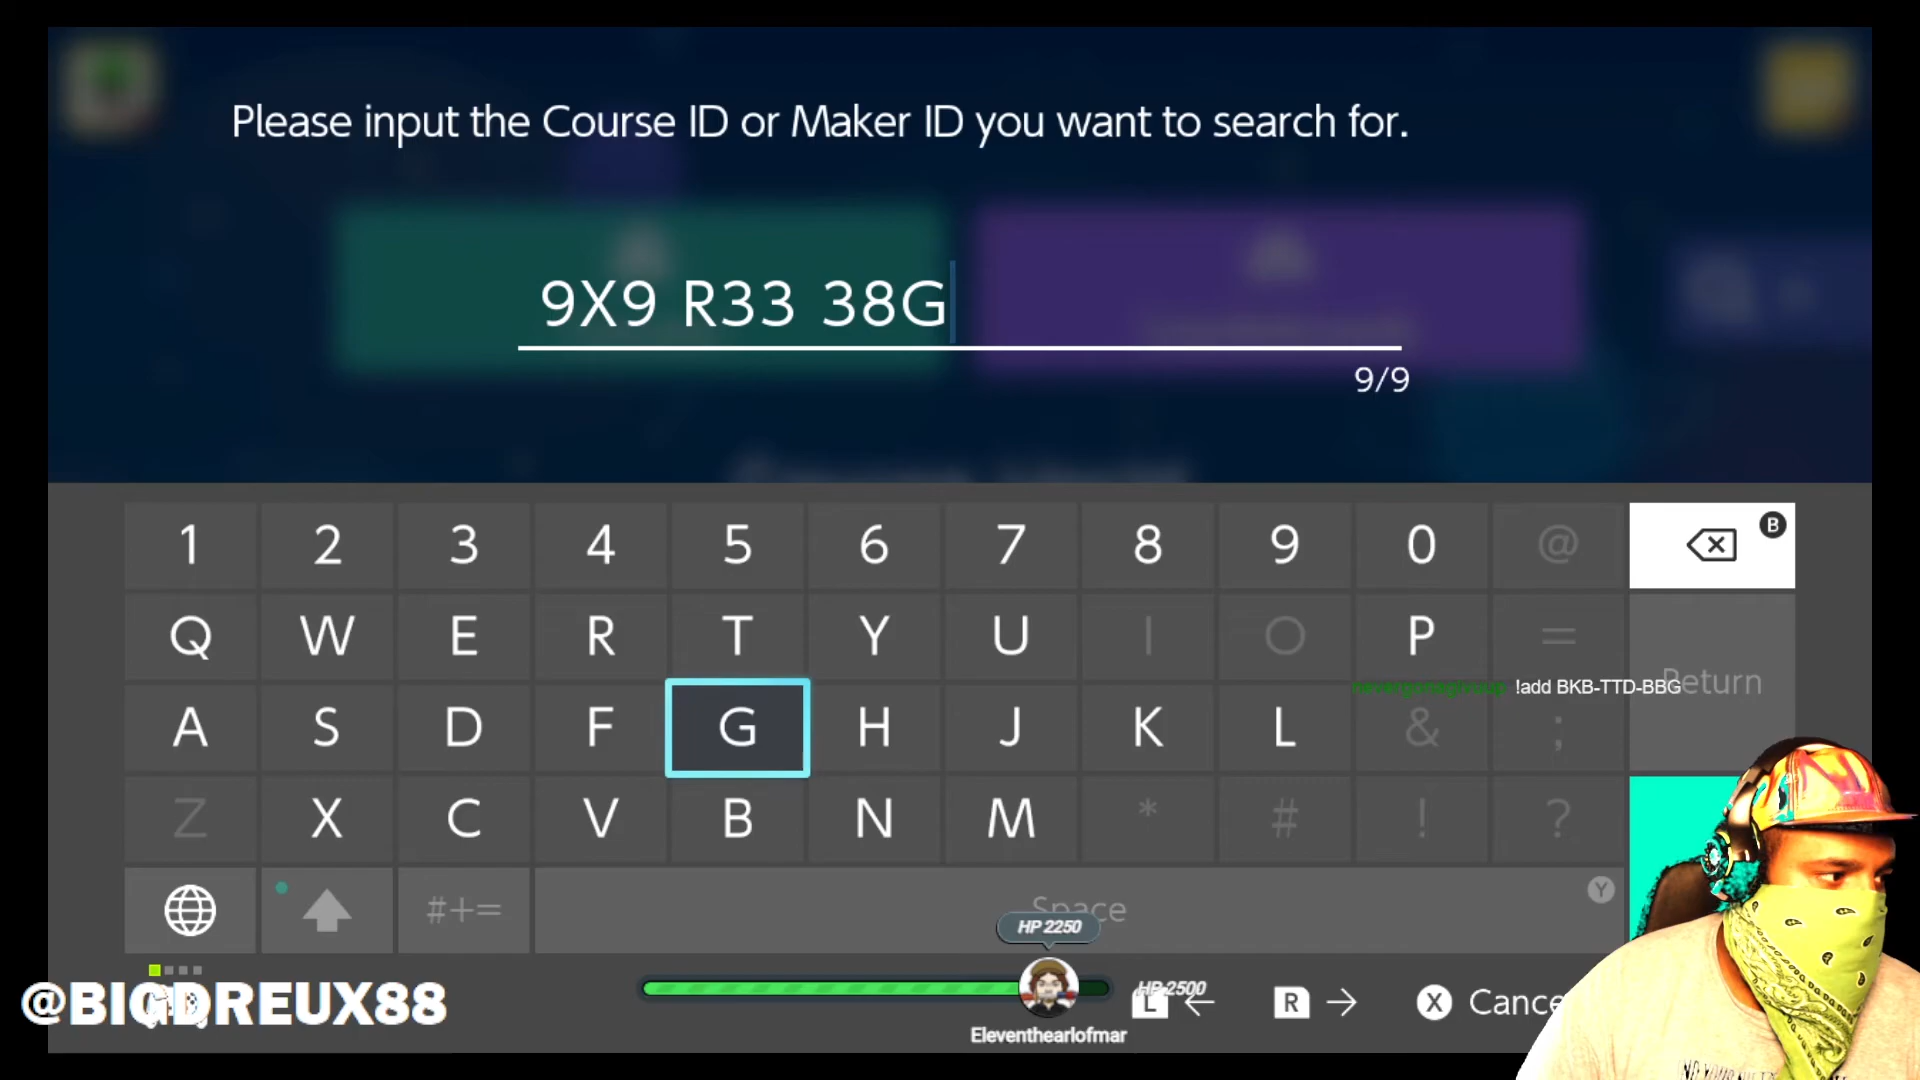 Please input the Course ID or Maker ID you want to search for.
9X9 R33 38G
9/9
1 2 3 4 5 6 7 8 9 0 @
B
Q W E R T Y U I O P =
Return
!add BKB-TTD-BBG
A S D F G H J K L & ;
Z X C V B N M * # ! ?
#+= Space Y
HP 2250
@BIGDREUX88
HP 2500
L ← R → X Cance
Eleventhearlofmar